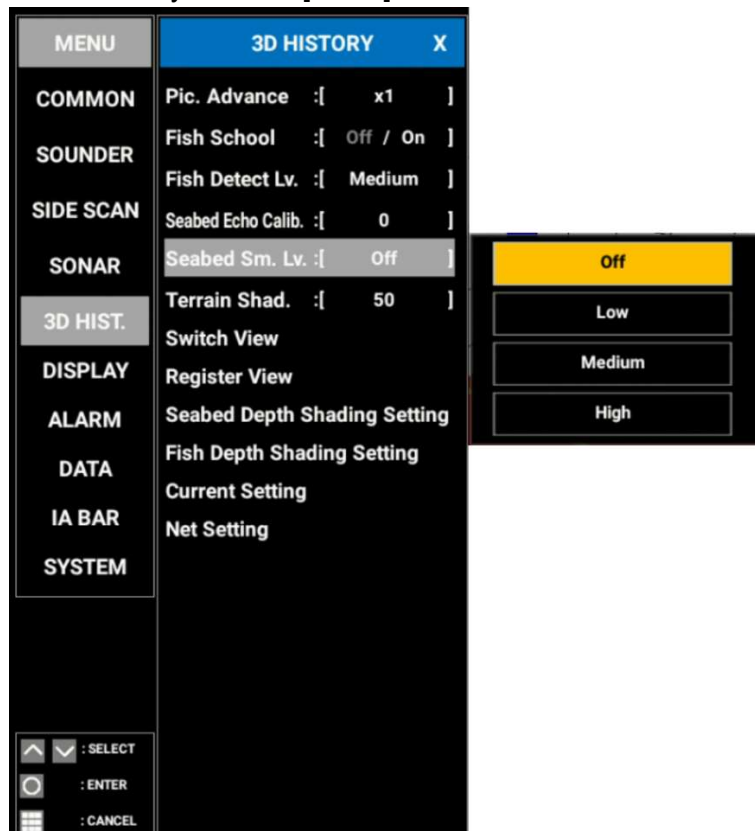 MENU
COMMON
SOUNDER
SIDE SCAN
SONAR
3D HIST.
DISPLAY
ALARM
DATA
IA BAR
SYSTEM
: SELECT
: ENTER
: CANCEL
3D HISTORY X
Pic. Advance :[ x1 ]
Fish School :[ Off / On ]
Fish Detect Lv. :[ Medium ]
Seabed Echo Calib. :[ 0 ]
Seabed Sm. Lv. :[ Off ]
Terrain Shad. :[ 50 ]
Switch View
Register View
Seabed Depth Shading Setting
Fish Depth Shading Setting
Current Setting
Net Setting
Off
Low
Medium
High